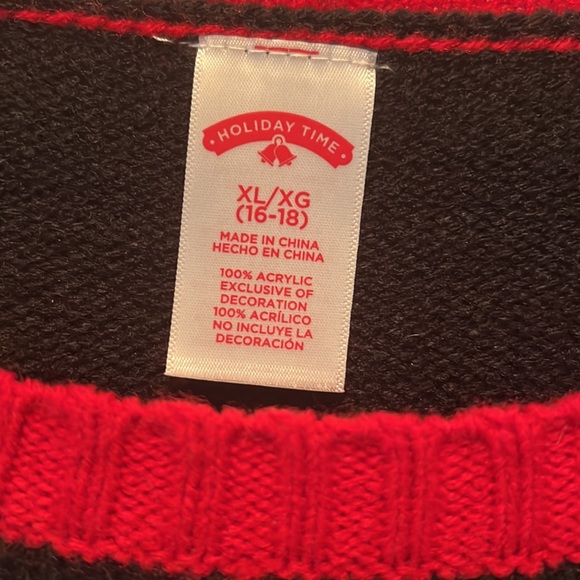 HOLIDAY TIME
XL/XG
(16-18)
MADE IN CHINA
HECHO EN CHINA
100% ACRYLIC
EXCLUSIVE OF
DECORATION
100% ACRÍLICO
NO INCLUYE LA
DECORACIÓN